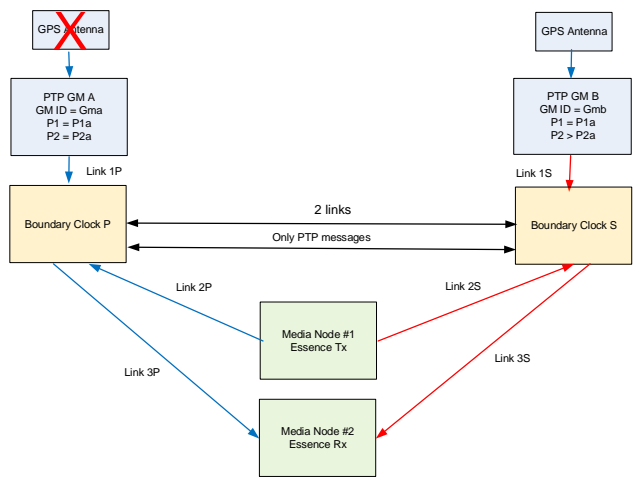 GPS Antenna
GPS Antenna
PTP GM A
GM ID = Gma
P1 = P1a
P2 = P2a
PTP GM B
GM ID = Gmb
P1 = P1a
P2 > P2a
Link 1P
Link 1S
Boundary Clock P
2 links
Only PTP messages
Boundary Clock S
Link 2P
Link 2S
Media Node #1
Essence Tx
Link 3P
Link 3S
Media Node #2
Essence Rx